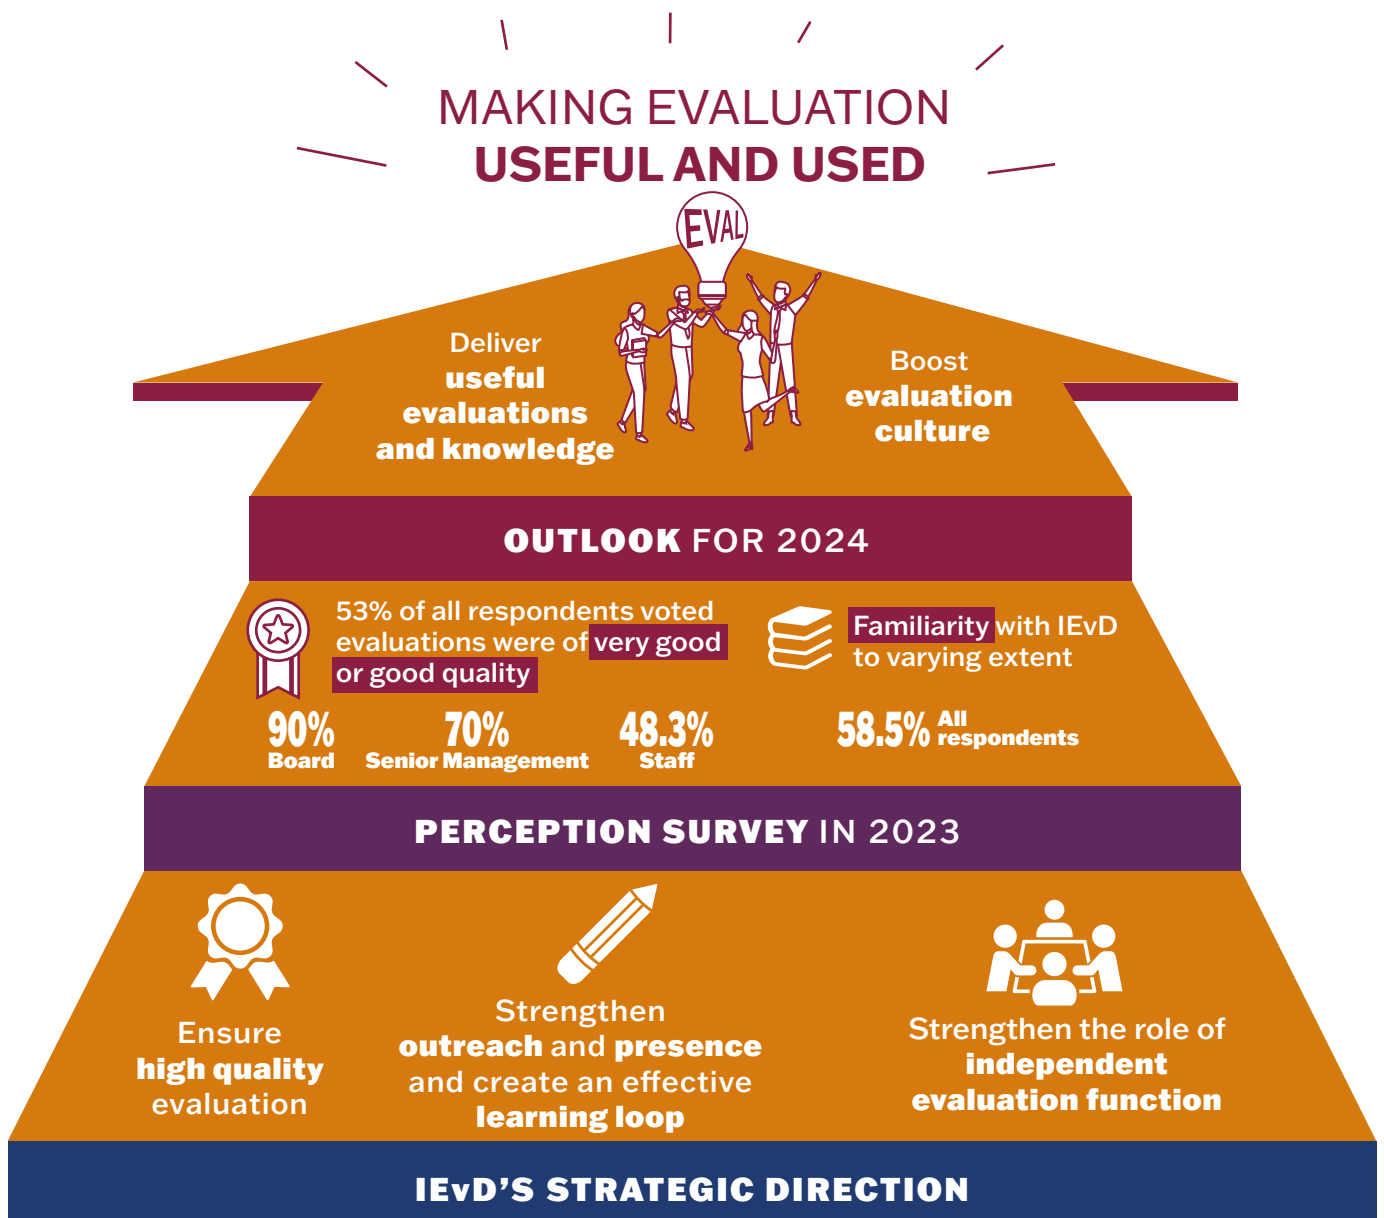 MAKING EVALUATION
USEFUL AND USED
EVAL
Deliver
useful
evaluations
and knowledge
Boost
evaluation
culture
OUTLOOK FOR 2024
53% of all respondents voted
evaluations were of very good
or good quality
Familiarity with IEvD
to varying extent
90%
Board
70%
Senior Management
48.3%
Staff
58.5% All
respondents
PERCEPTION SURVEY IN 2023
Ensure
high quality
evaluation
Strengthen
outreach and presence
and create an effective
learning loop
Strengthen the role of
independent
evaluation function
IEvD'S STRATEGIC DIRECTION